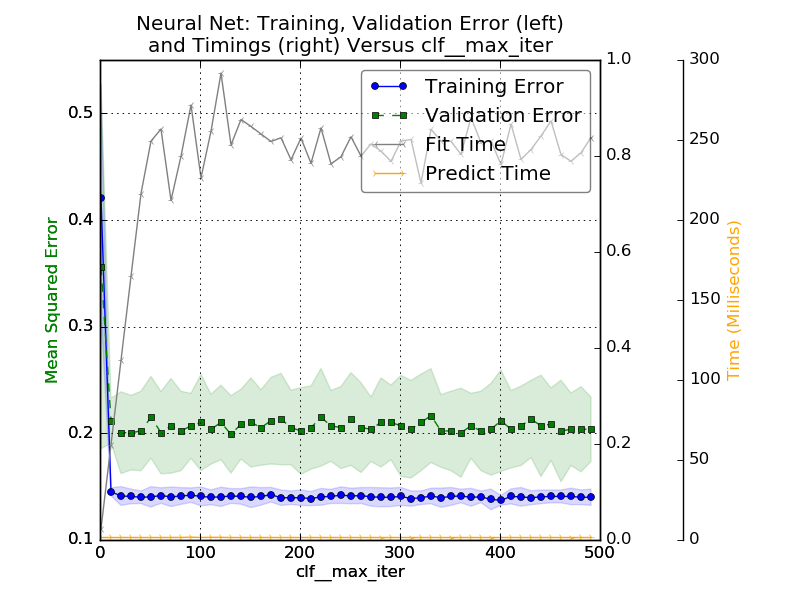 Neural Net: Training, Validation Error (left)
and Timings (right) Versus clf__max_iter
Training Error
Validation Error
Fit Time
Predict Time
Mean Squared Error
0.5
0.4
0.3
0.2
0.1
0 100 200 300 400 500
clf__max_iter
1.0
0.8
0.6
0.4
0.2
0.0
300
250
200
150
100
50
0
Time (Milliseconds)